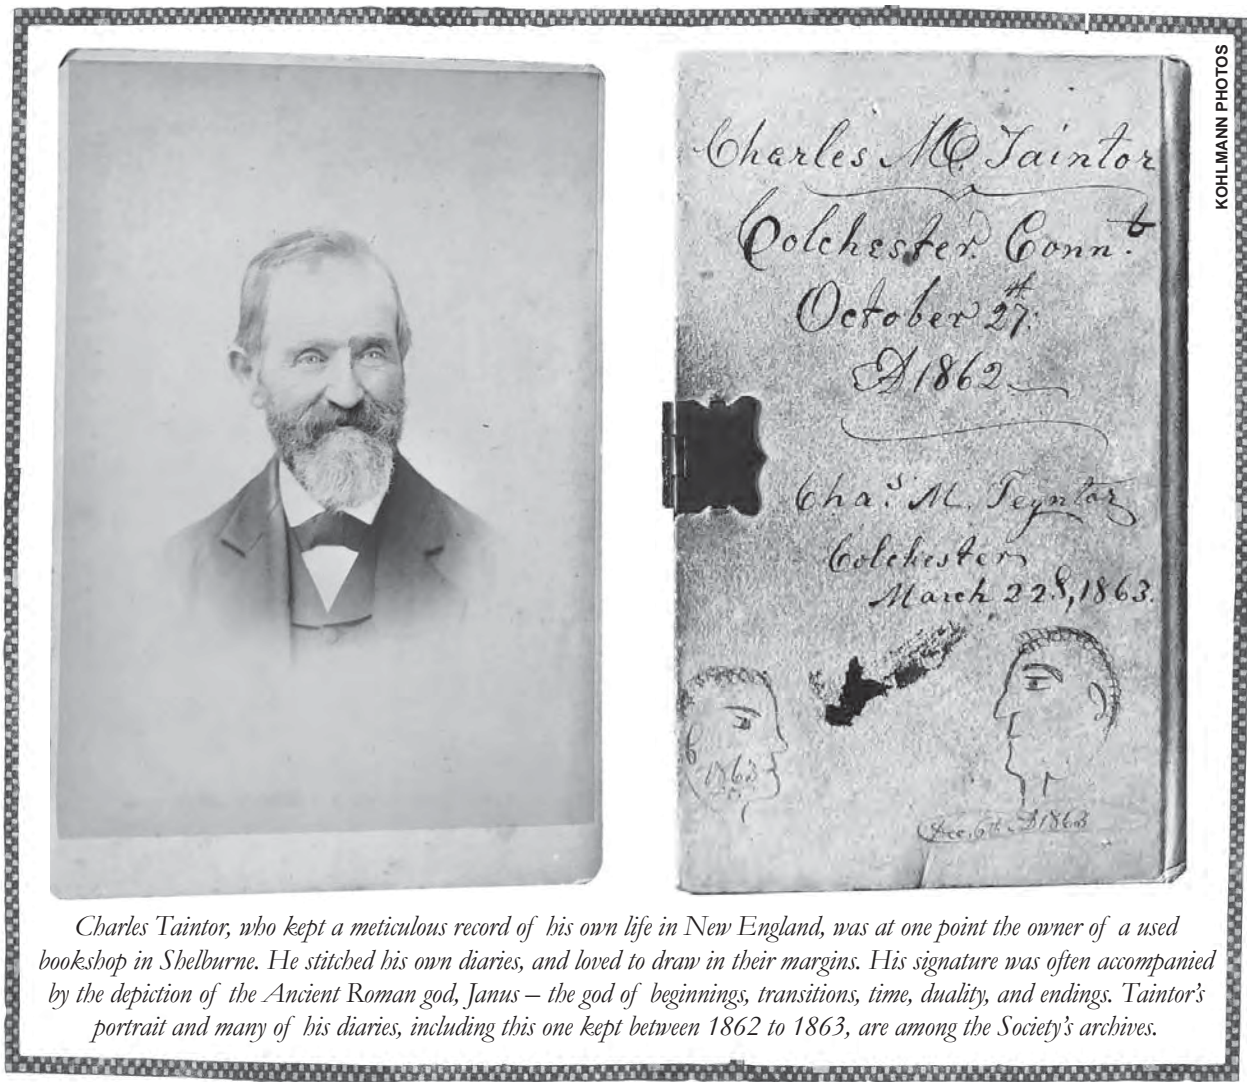 KOHLMANN PHOTOS
Charles M. Taintor
Colchester. Connt.
October 27th:
AD 1862
Chas. M. Teyntor
Colchester
March 22d, 1863.
1863
Dec. 6th AD 1863
Charles Taintor, who kept a meticulous record of his own life in New England, was at one point the owner of a used
bookshop in Shelburne. He stitched his own diaries, and loved to draw in their margins. His signature was often accompanied
by the depiction of the Ancient Roman god, Janus – the god of beginnings, transitions, time, duality, and endings. Taintor's
portrait and many of his diaries, including this one kept between 1862 to 1863, are among the Society's archives.